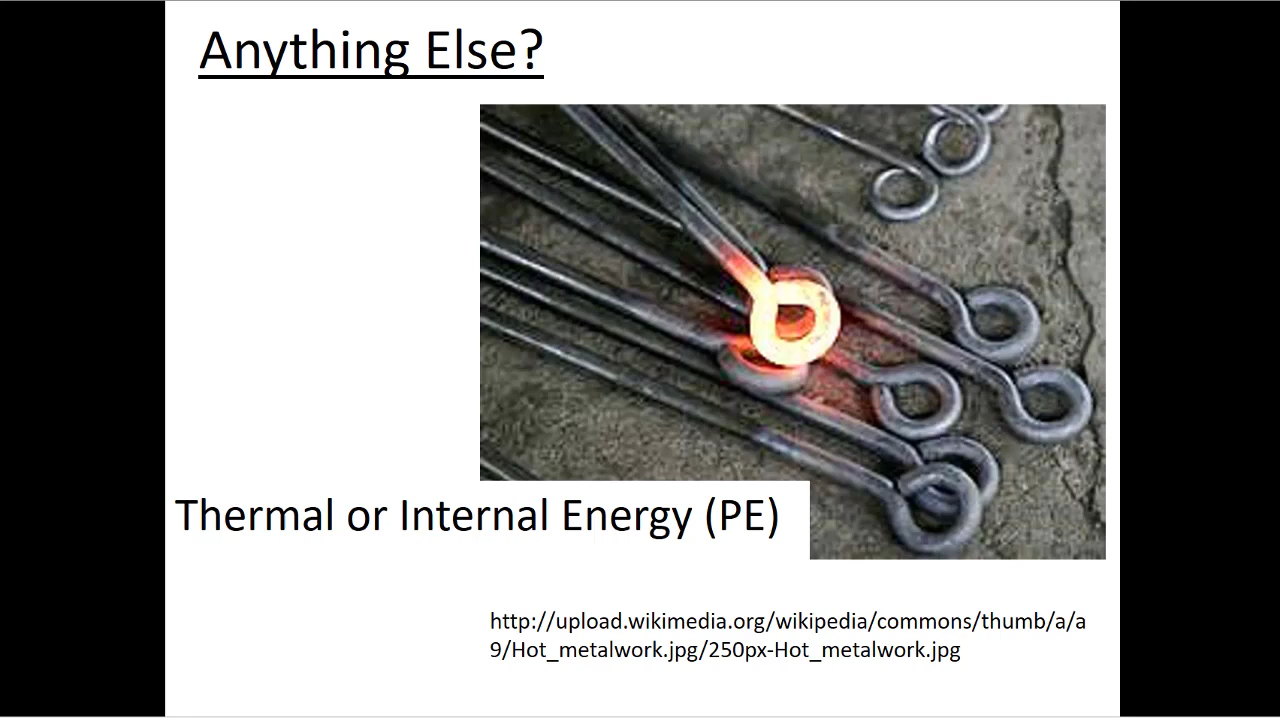 Anything Else?
Thermal or Internal Energy (PE)
http://upload.wikimedia.org/wikipedia/commons/thumb/a/a
9/Hot_metalwork.jpg/250px-Hot_metalwork.jpg